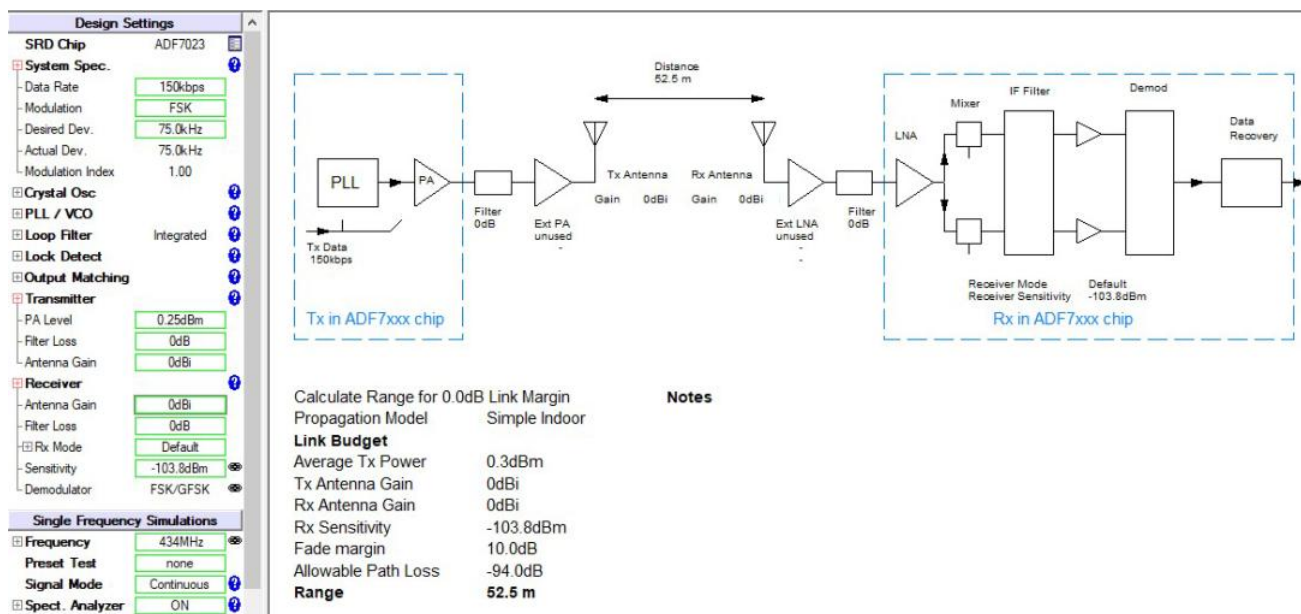 Design Settings
SRD Chip ADF7023
System Spec.
Data Rate 150kbps
Modulation FSK
Desired Dev. 75.0kHz
Actual Dev. 75.0kHz
Modulation Index 1.00
Crystal Osc
PLL / VCO
Loop Filter Integrated
Lock Detect
Output Matching
Transmitter
PA Level 0.25dBm
Filter Loss 0dB
Antenna Gain 0dBi
Receiver
Antenna Gain 0dBi
Filter Loss 0dB
Rx Mode Default
Sensitivity -103.8dBm
Demodulator FSK/GFSK
Single Frequency Simulations
Frequency 434MHz
Preset Test none
Signal Mode Continuous
Spect. Analyzer ON
Distance
52.5 m
PLL
PA
Tx Data
150kbps
Filter
0dB
Ext PA
unused
-
Tx Antenna
Gain 0dBi
Rx Antenna
Gain 0dBi
Ext LNA
unused
-
-
Filter
0dB
LNA
Mixer
IF Filter
Demod
Data
Recovery
Receiver Mode Default
Receiver Sensitivity -103.8dBm
Tx in ADF7xxx chip
Rx in ADF7xxx chip
Calculate Range for 0.0dB Link Margin
Notes
Propagation Model Simple Indoor
Link Budget
Average Tx Power 0.3dBm
Tx Antenna Gain 0dBi
Rx Antenna Gain 0dBi
Rx Sensitivity -103.8dBm
Fade margin 10.0dB
Allowable Path Loss -94.0dB
Range 52.5 m